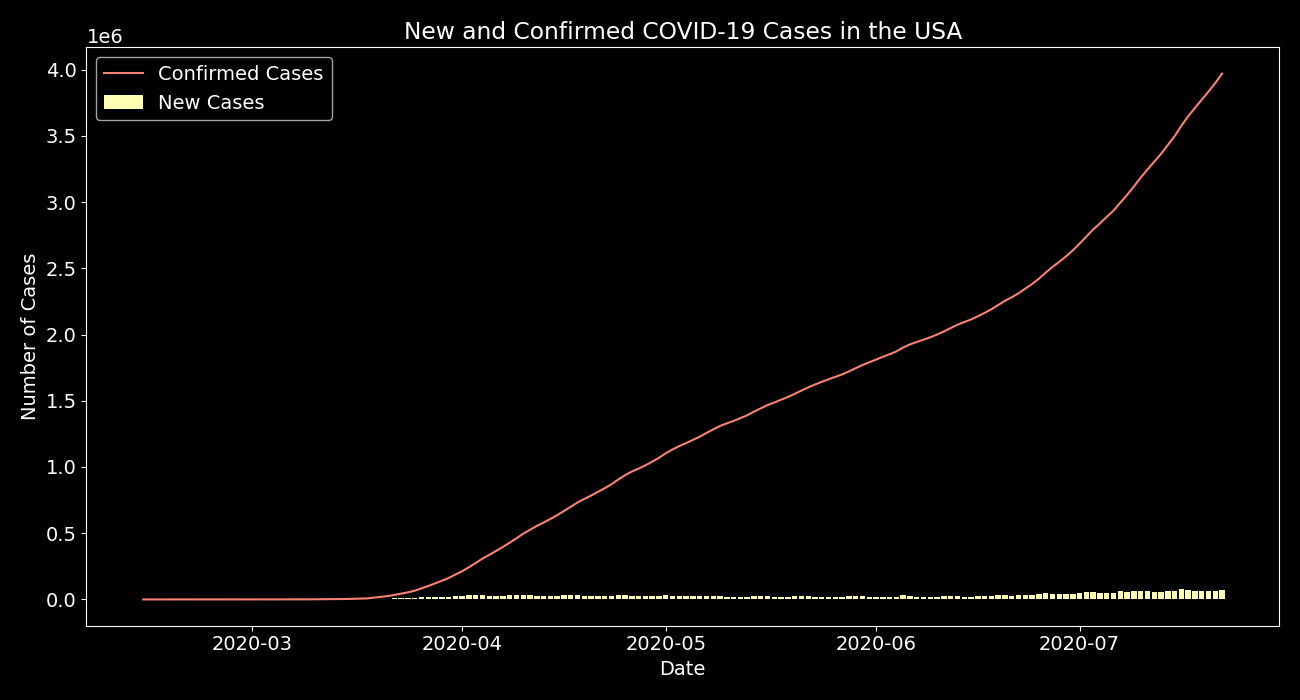 New and Confirmed COVID-19 Cases in the USA
1e6
Confirmed Cases
New Cases
4.0
3.5
3.0
2.5
2.0
1.5
1.0
0.5
0.0
Number of Cases
2020-03 2020-04 2020-05 2020-06 2020-07
Date